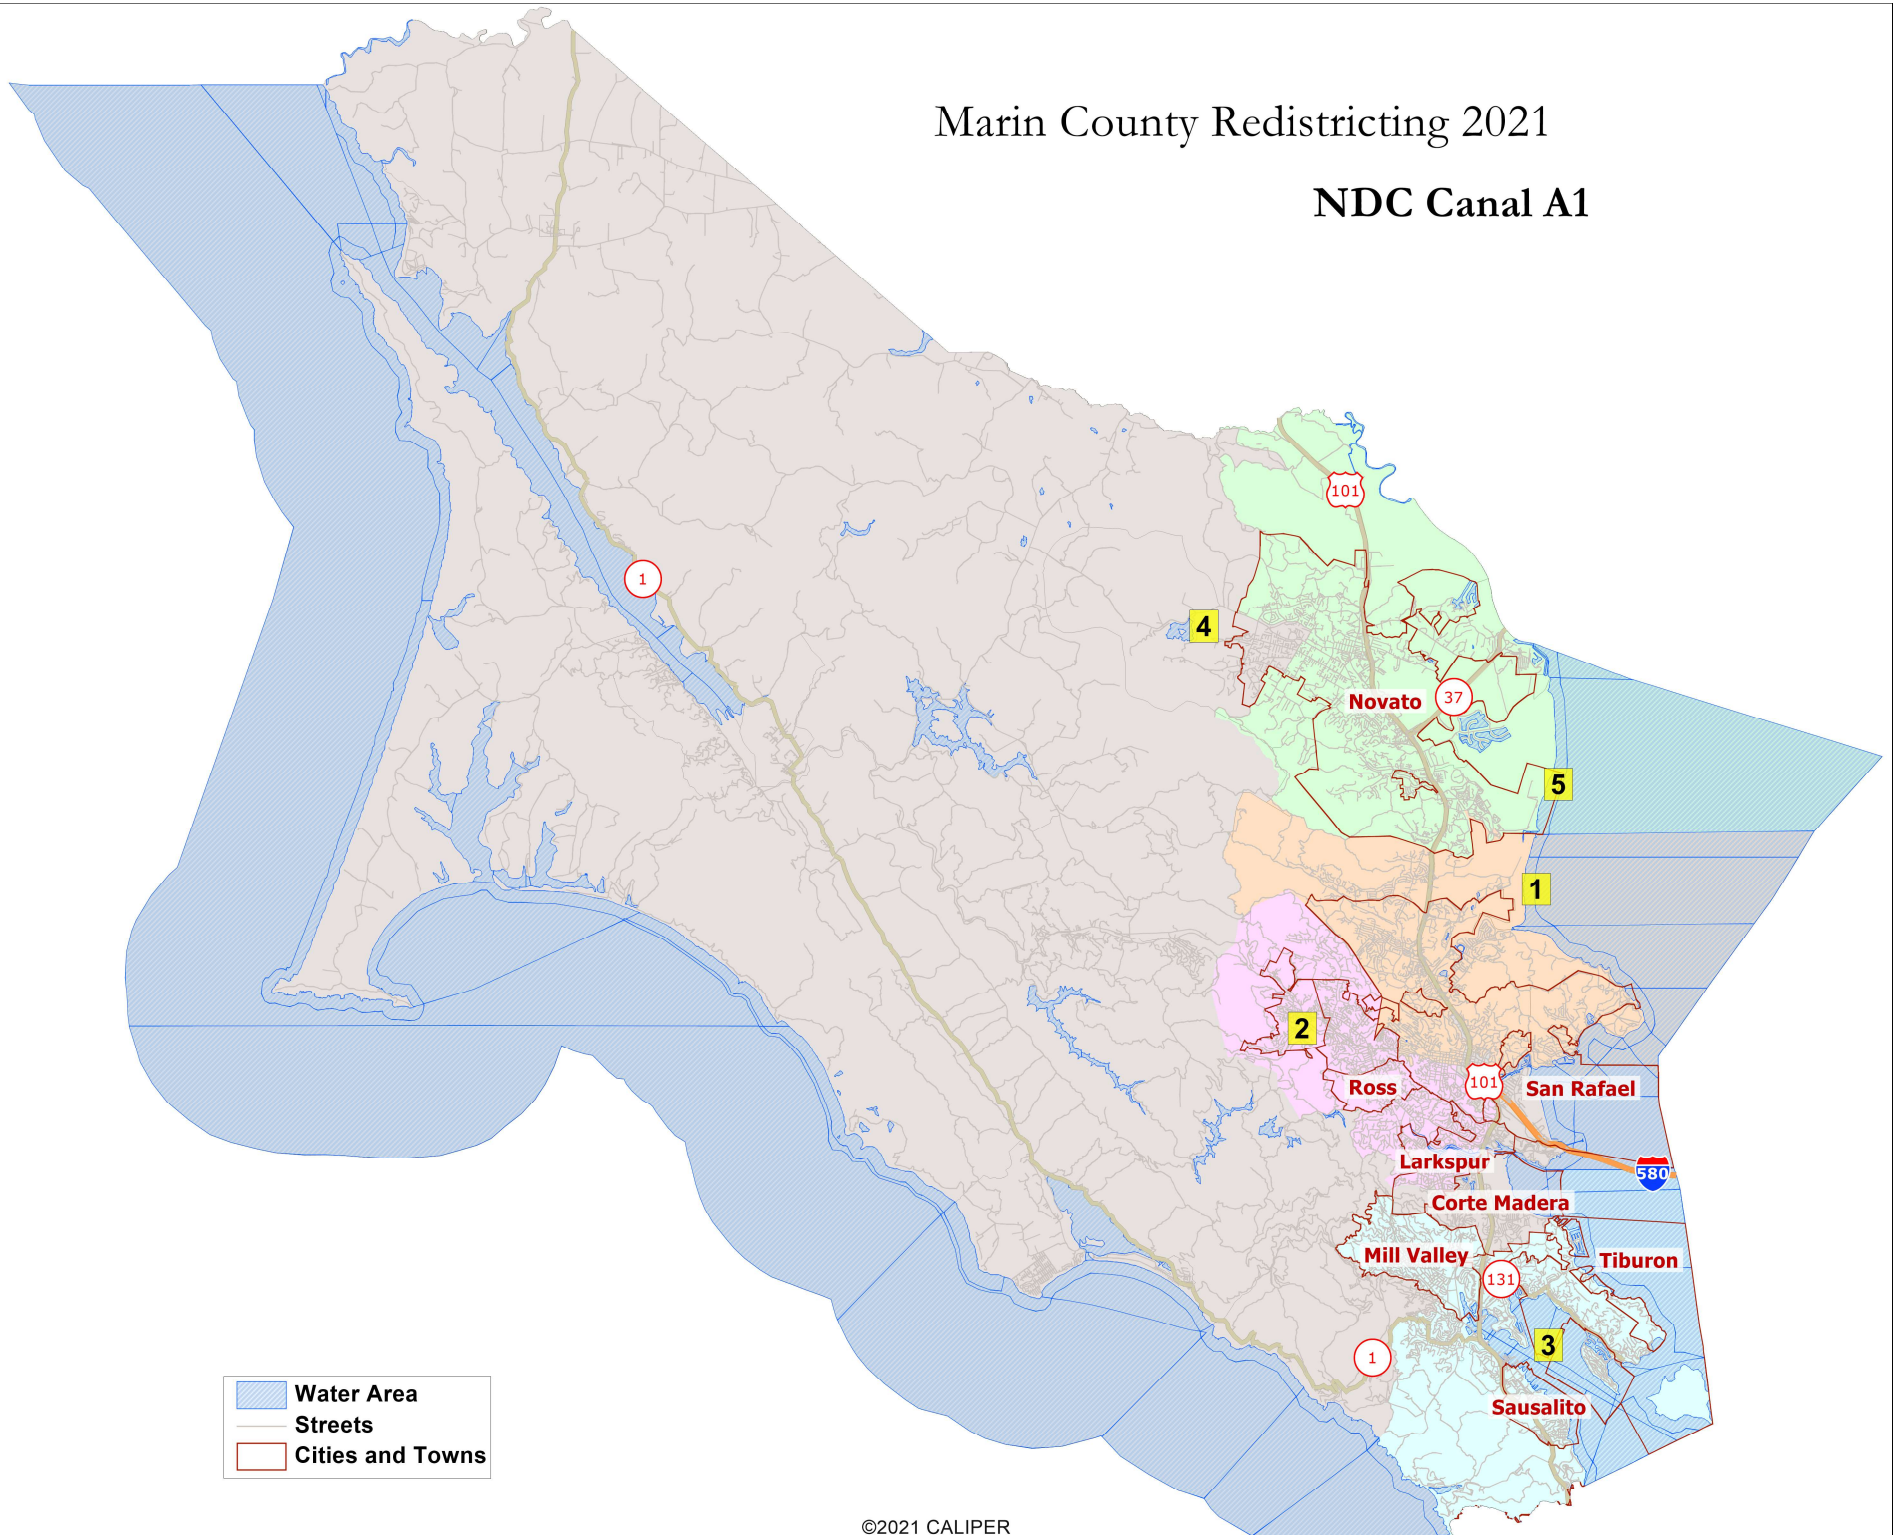 Marin County Redistricting 2021
NDC Canal A1
101
1
4
Novato
37
5
1
2
Ross
101
San Rafael
Larkspur
580
Corte Madera
Mill Valley
Tiburon
131
3
1
Sausalito
Water Area
Streets
Cities and Towns
©2021 CALIPER